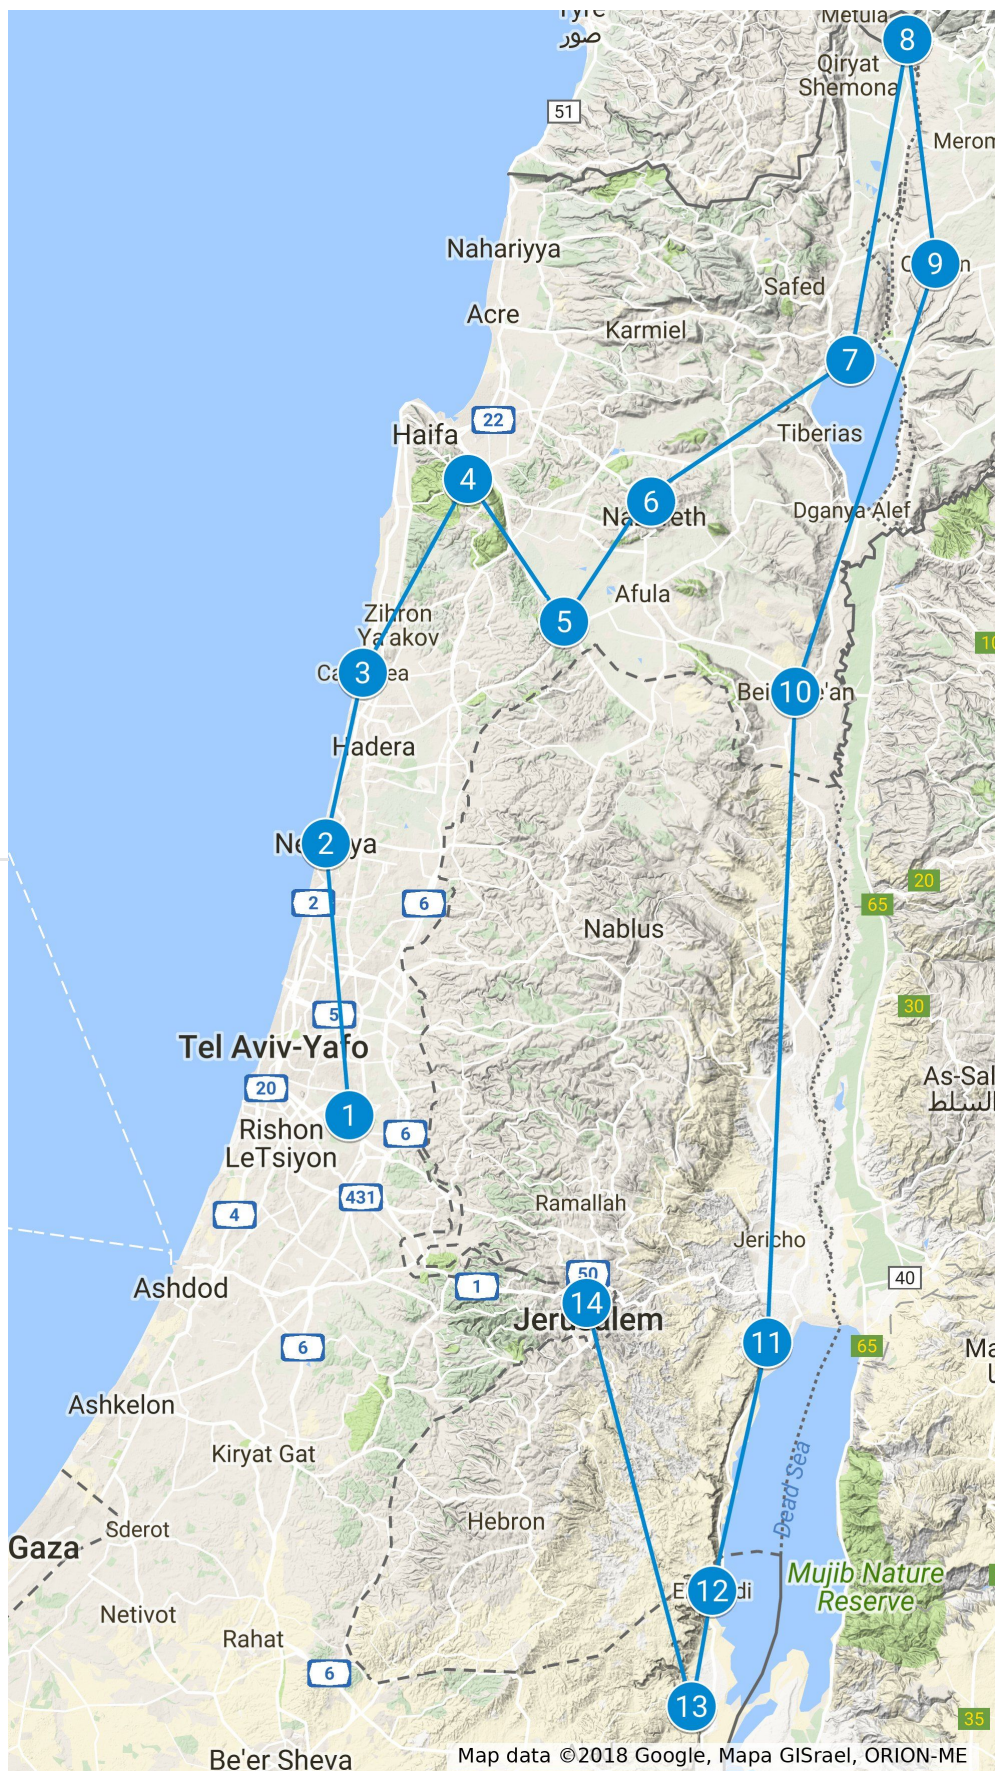 صور
Metula
8
Qiryat
Shemona
51
Nahariyya
9
Safed
Acre
Karmiel
7
22
Haifa
Tiberias
4
6
Dganya Alef
Afula
5
Zihron
Ya'akov
3
10
Hadera
2
20
2
6
65
Nablus
30
5
Tel Aviv-Yafo
As-Sal
20
1
Rishon
LeTsiyon
6
431
Ramallah
4
Jericho
50
40
Ashdod
1
14
Jerusalem
11
6
65
Ashkelon
Kiryat Gat
Dead Sea
Hebron
Sderot
Gaza
Mujib Nature
Reserve
12
Netivot
Rahat
6
13
35
Be'er Sheva
Map data ©2018 Google, Mapa GISrael, ORION-ME